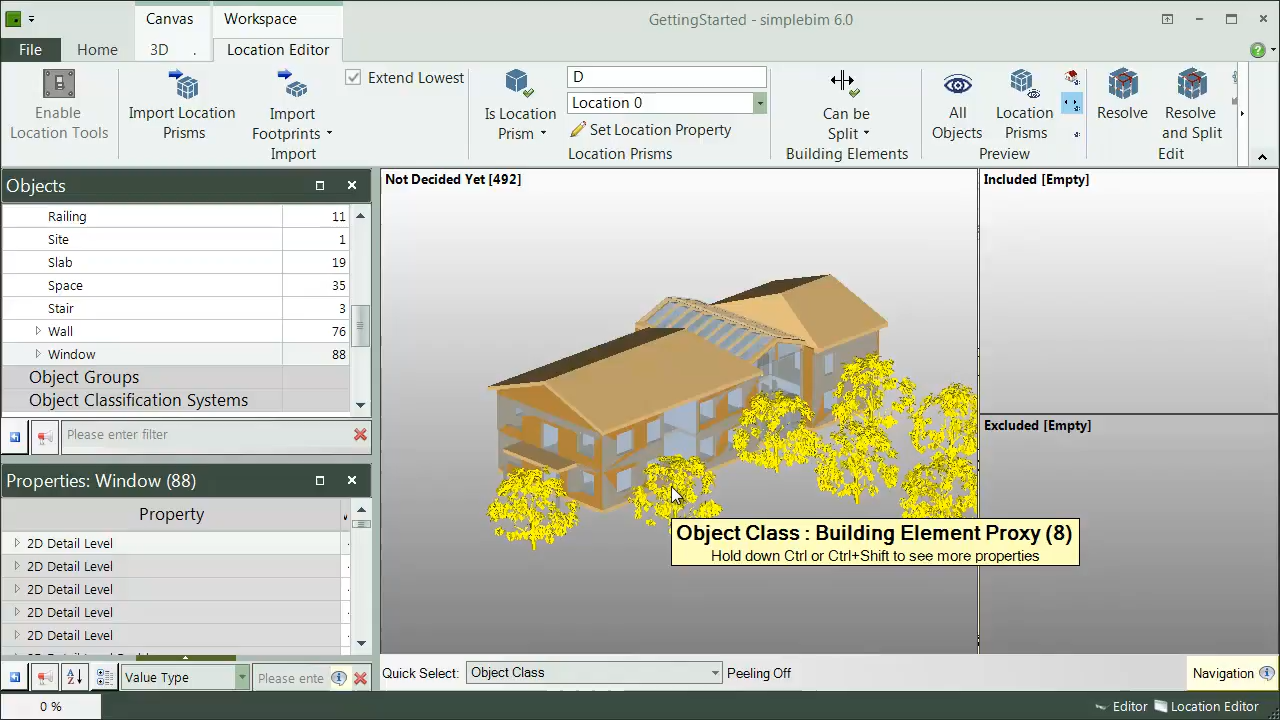 Canvas
Workspace
GettingStarted - simplebim 6.0
File
Home
3D
Location Editor
Enable
Location Tools
Import Location
Prisms
Import
Footprints
Extend Lowest
Import
Is Location
Prism
D
Location 0
Set Location Property
Location Prisms
Can be
Split
Building Elements
All
Objects
Location
Prisms
Preview
Resolve
Resolve
and Split
Edit
Objects
Railing 11
Site 1
Slab 19
Space 35
Stair 3
Wall 76
Window 88
Object Groups
Object Classification Systems
Please enter filter
Properties: Window (88)
Property
2D Detail Level
2D Detail Level
2D Detail Level
2D Detail Level
2D Detail Level
Value Type
Please ente
0 %
Not Decided Yet [492]
Included [Empty]
Excluded [Empty]
Object Class : Building Element Proxy (8)
Hold down Ctrl or Ctrl+Shift to see more properties
Quick Select:
Object Class
Peeling Off
Navigation
Editor
Location Editor